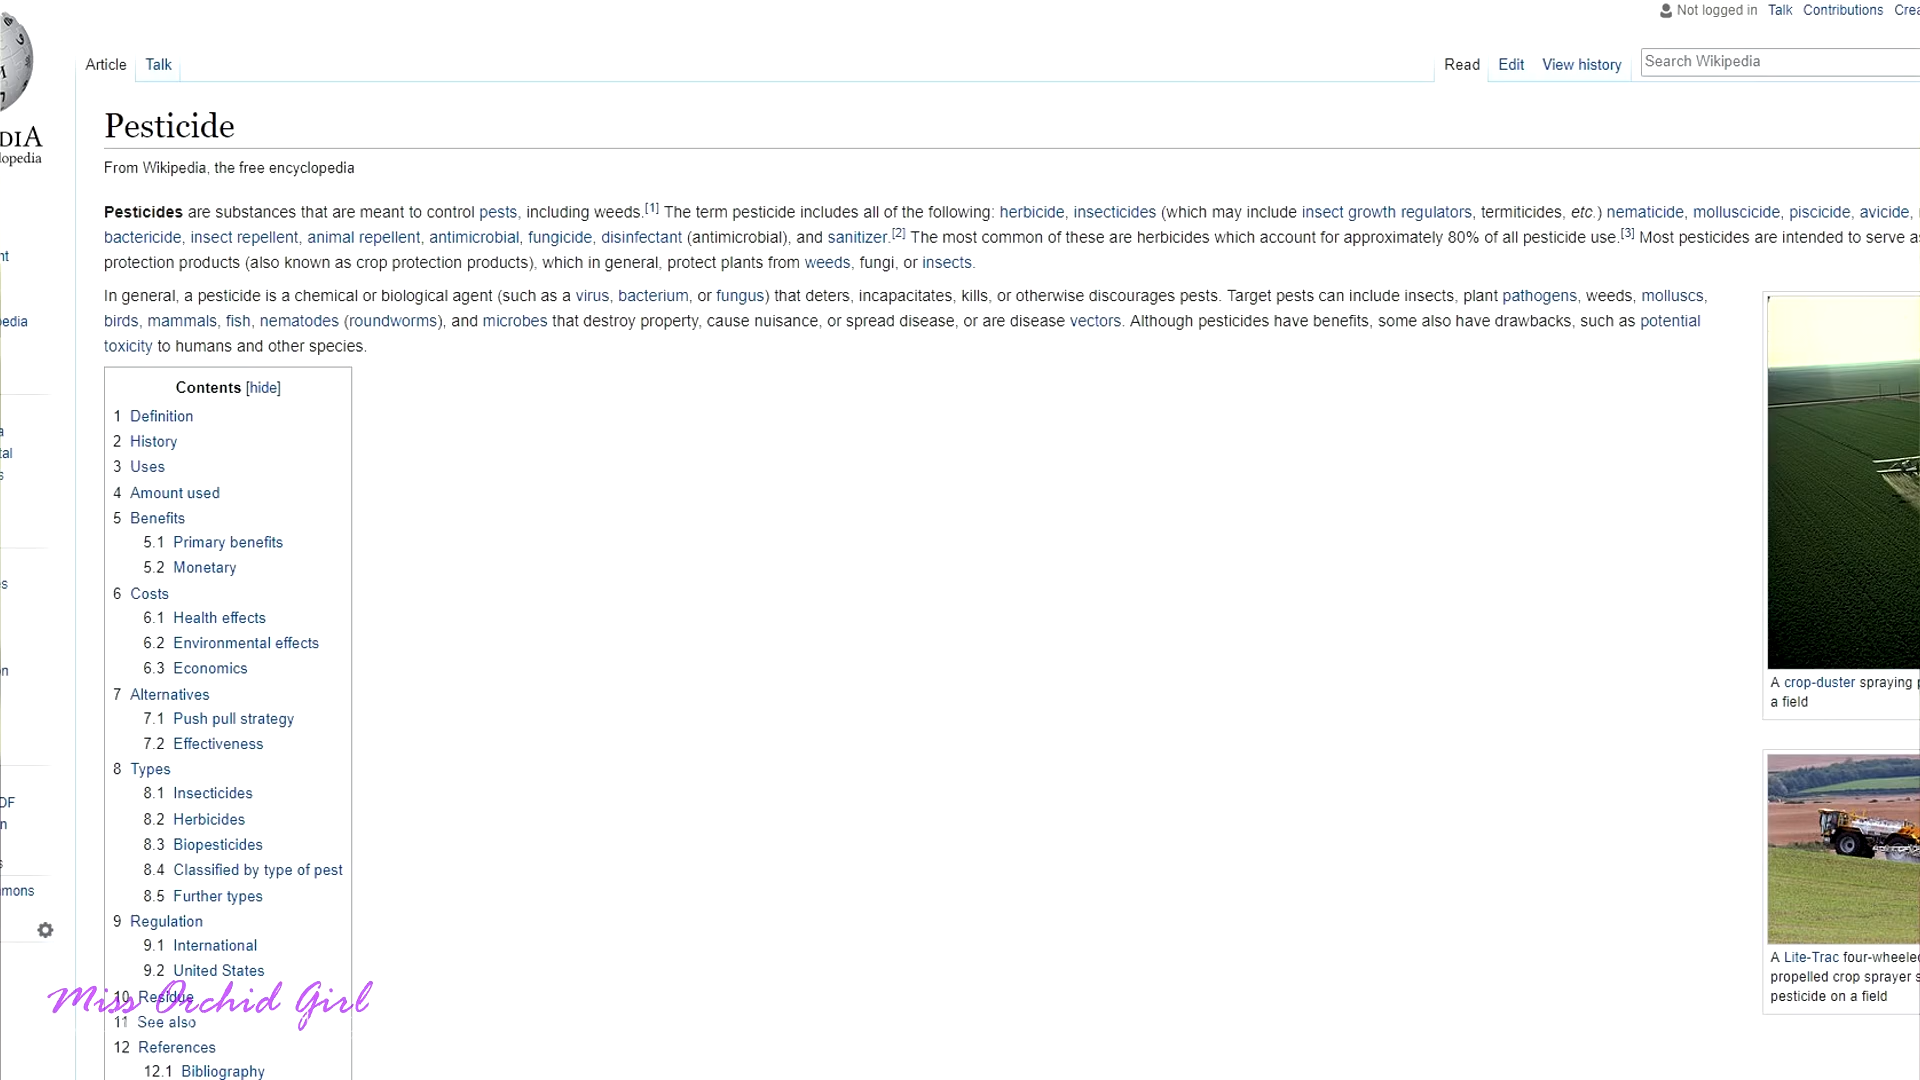 Not logged in Talk Contributions
Article Talk Read Edit View history Search Wikipedia
Pesticide
From Wikipedia, the free encyclopedia
Pesticides are substances that are meant to control pests, including weeds.[1] The term pesticide includes all of the following: herbicide, insecticides (which may include insect growth regulators, termiticides, etc.) nematicide, molluscicide, piscicide, avicide,
bactericide, insect repellent, animal repellent, antimicrobial, fungicide, disinfectant (antimicrobial), and sanitizer.[2] The most common of these are herbicides which account for approximately 80% of all pesticide use.[3] Most pesticides are intended to serve
protection products (also known as crop protection products), which in general, protect plants from weeds, fungi, or insects.
In general, a pesticide is a chemical or biological agent (such as a virus, bacterium, or fungus) that deters, incapacitates, kills, or otherwise discourages pests. Target pests can include insects, plant pathogens, weeds, molluscs,
birds, mammals, fish, nematodes (roundworms), and microbes that destroy property, cause nuisance, or spread disease, or are disease vectors. Although pesticides have benefits, some also have drawbacks, such as potential
toxicity to humans and other species.
Contents [hide]
1 Definition
2 History
3 Uses
4 Amount used
5 Benefits
5.1 Primary benefits
5.2 Monetary
6 Costs
6.1 Health effects
6.2 Environmental effects
6.3 Economics
7 Alternatives
7.1 Push pull strategy
7.2 Effectiveness
8 Types
8.1 Insecticides
8.2 Herbicides
8.3 Biopesticides
8.4 Classified by type of pest
8.5 Further types
9 Regulation
9.1 International
9.2 United States
10 Residue
11 See also
12 References
12.1 Bibliography
A crop-duster spraying
a field
A Lite-Trac four-wheeled
propelled crop sprayer
pesticide on a field
Miss Orchid Girl